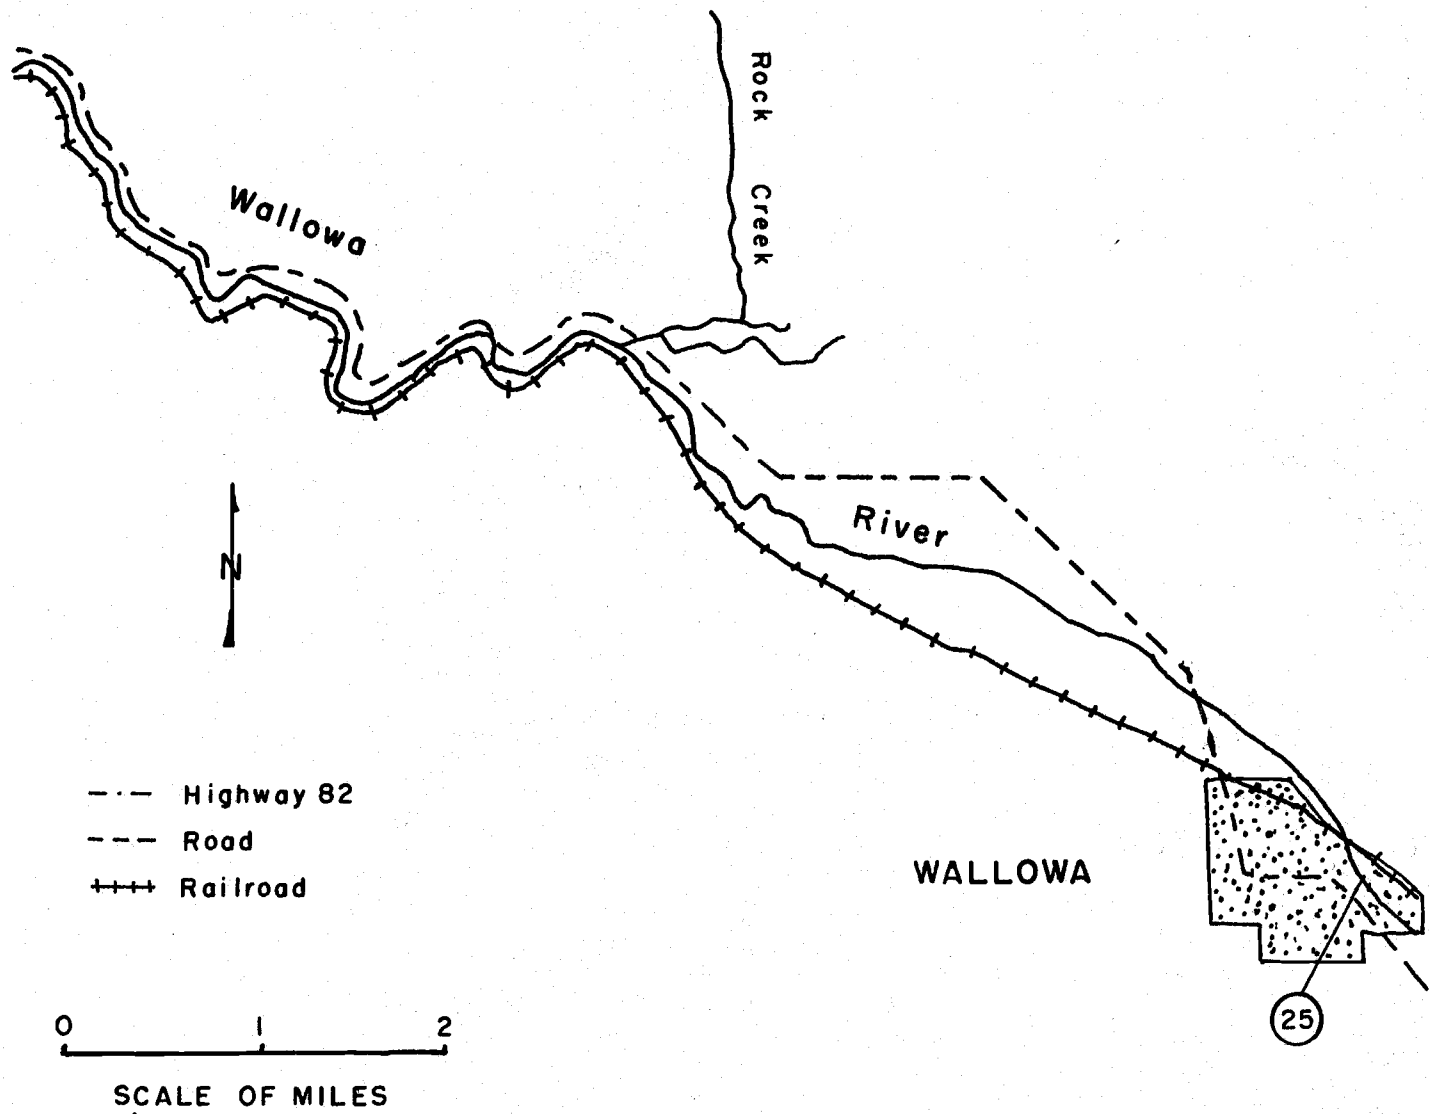 Rock Creek
Wallowa
River
N
Highway 82
Road
Railroad
WALLOWA
25
0 1 2
SCALE OF MILES